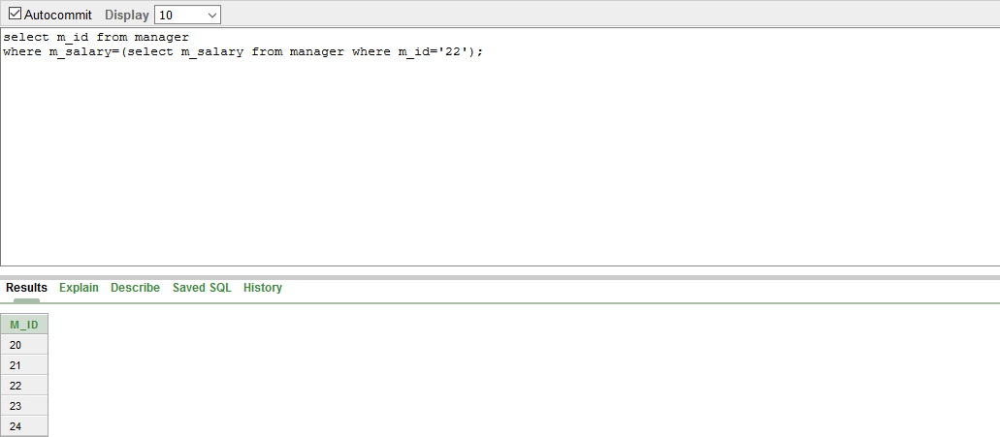 Autocommit Display 10
select m_id from manager
where m_salary=(select m_salary from manager where m_id='22');
Results Explain Describe Saved SQL History
M_ID
20
21
22
23
24